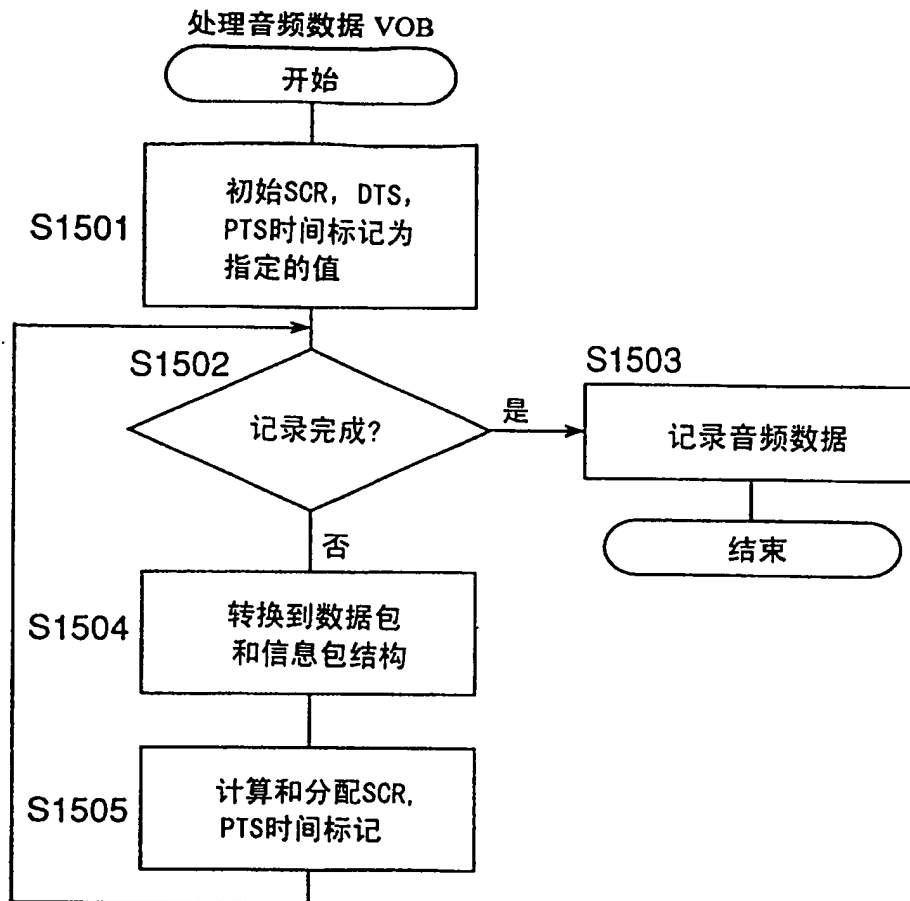 处理音频数据 VOB
开始
S1501
初始SCR, DTS,
PTS时间标记为
指定的值
S1502
记录完成?
是
S1503
记录音频数据
结束
否
S1504
转换到数据包
和信息包结构
S1505
计算和分配SCR,
PTS时间标记